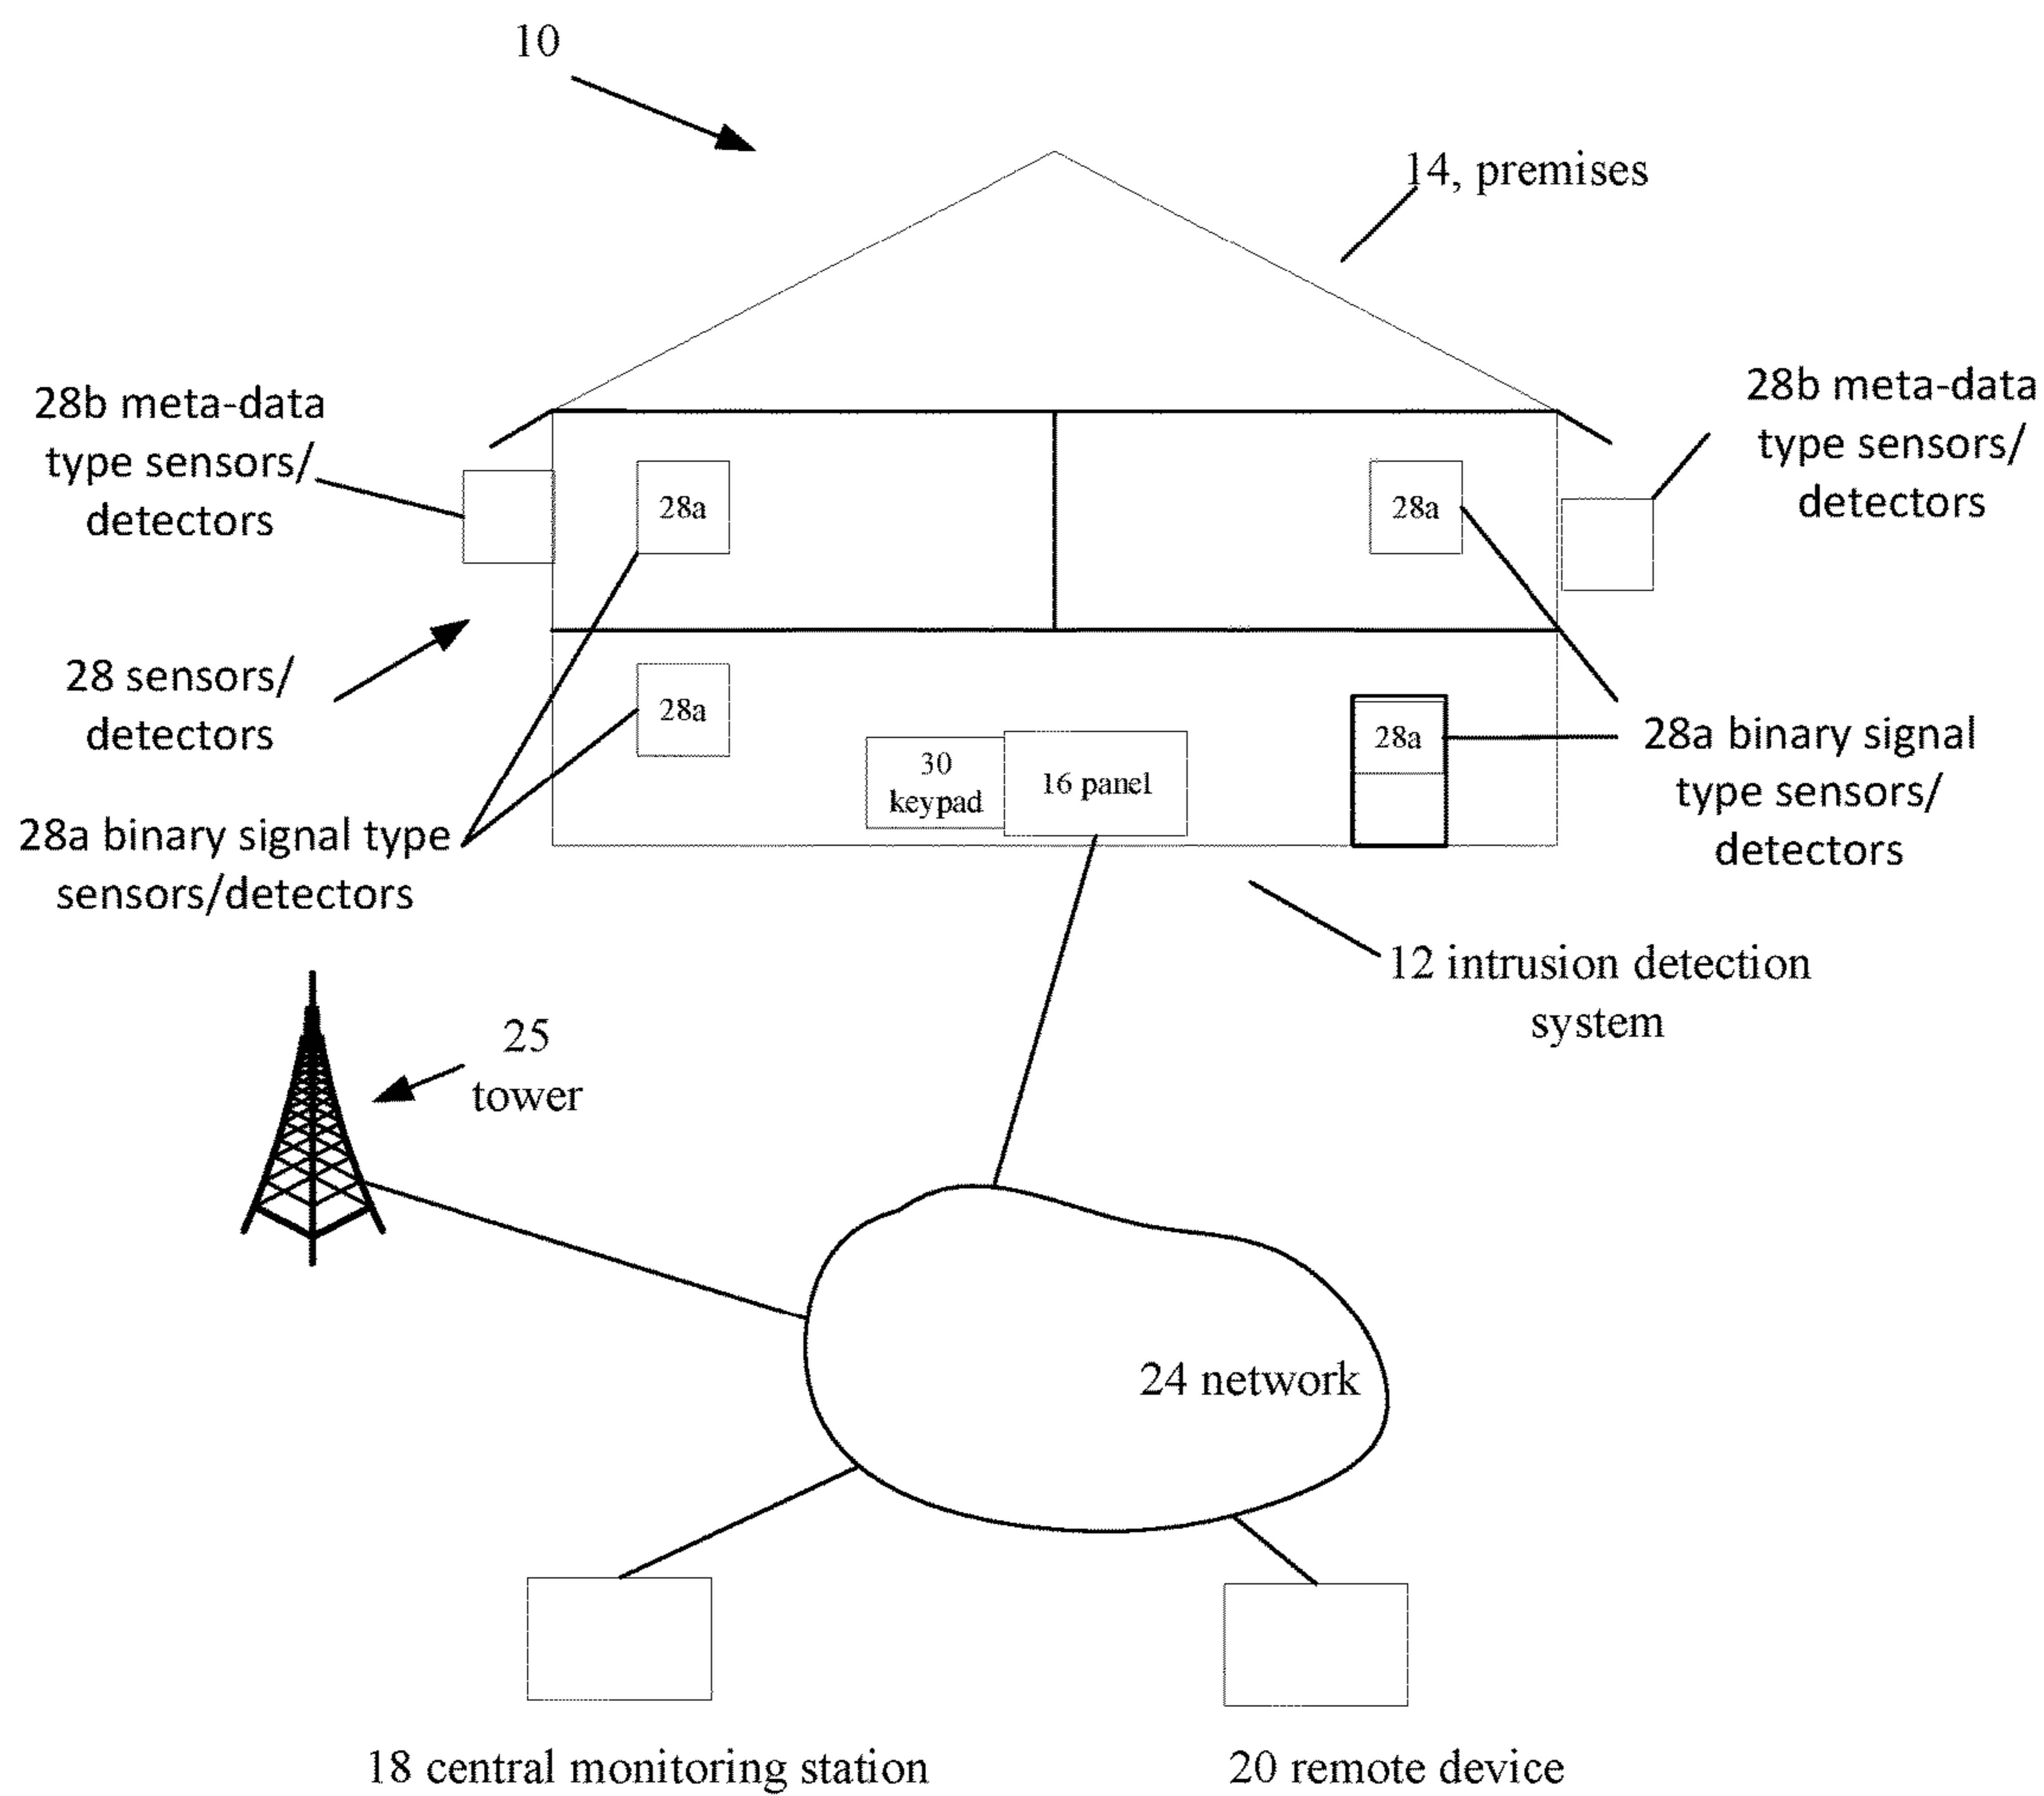 10
14, premises
28b meta-data
type sensors/
detectors
28b meta-data
type sensors/
detectors
28a
28a
28 sensors/
detectors
28a
28a
30
keypad
16 panel
28a binary signal
type sensors/
detectors
28a binary signal type
sensors/detectors
12 intrusion detection
system
25
tower
24 network
18 central monitoring station
20 remote device